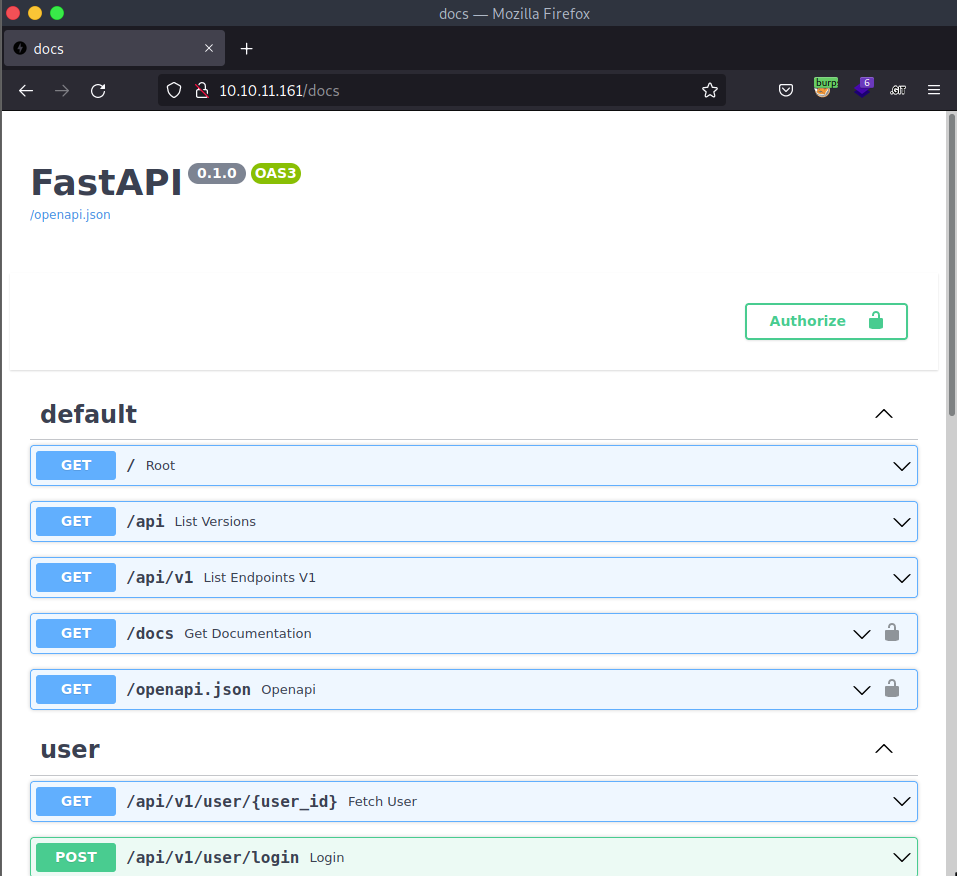 docs — Mozilla Firefox
docs
10.10.11.161/docs
burp
6
.GIT
FastAPI 0.1.0 OAS3
/openapi.json
Authorize
default
GET / Root
GET /api List Versions
GET /api/v1 List Endpoints V1
GET /docs Get Documentation
GET /openapi.json Openapi
user
GET /api/v1/user/{user_id} Fetch User
POST /api/v1/user/login Login